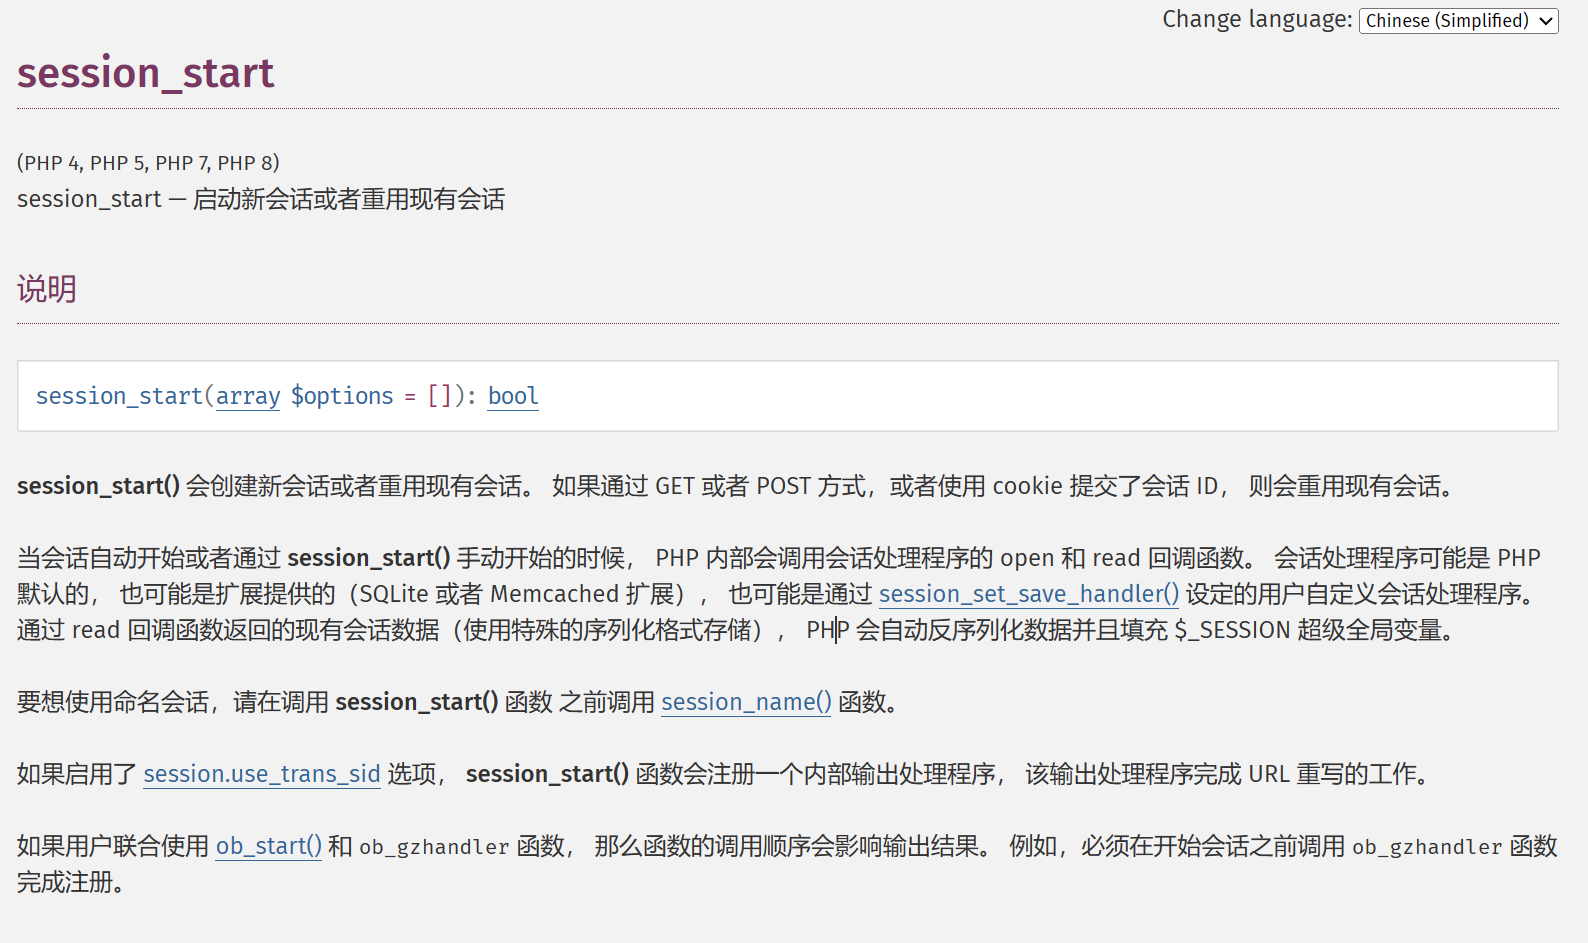 Change language: Chinese (Simplified)
session_start
(PHP 4, PHP 5, PHP 7, PHP 8)
session_start — 启动新会话或者重用现有会话
说明
session_start(array $options = []): bool
session_start() 会创建新会话或者重用现有会话。 如果通过 GET 或者 POST 方式，或者使用 cookie 提交了会话 ID， 则会重用现有会话。
当会话自动开始或者通过 session_start() 手动开始的时候， PHP 内部会调用会话处理程序的 open 和 read 回调函数。 会话处理程序可能是 PHP
默认的， 也可能是扩展提供的（SQLite 或者 Memcached 扩展）， 也可能是通过 session_set_save_handler() 设定的用户自定义会话处理程序。
通过 read 回调函数返回的现有会话数据（使用特殊的序列化格式存储）， PHP 会自动反序列化数据并且填充 $_SESSION 超级全局变量。
要想使用命名会话，请在调用 session_start() 函数 之前调用 session_name() 函数。
如果启用了 session.use_trans_sid 选项， session_start() 函数会注册一个内部输出处理程序， 该输出处理程序完成 URL 重写的工作。
如果用户联合使用 ob_start() 和 ob_gzhandler 函数， 那么函数的调用顺序会影响输出结果。 例如，必须在开始会话之前调用 ob_gzhandler 函数
完成注册。